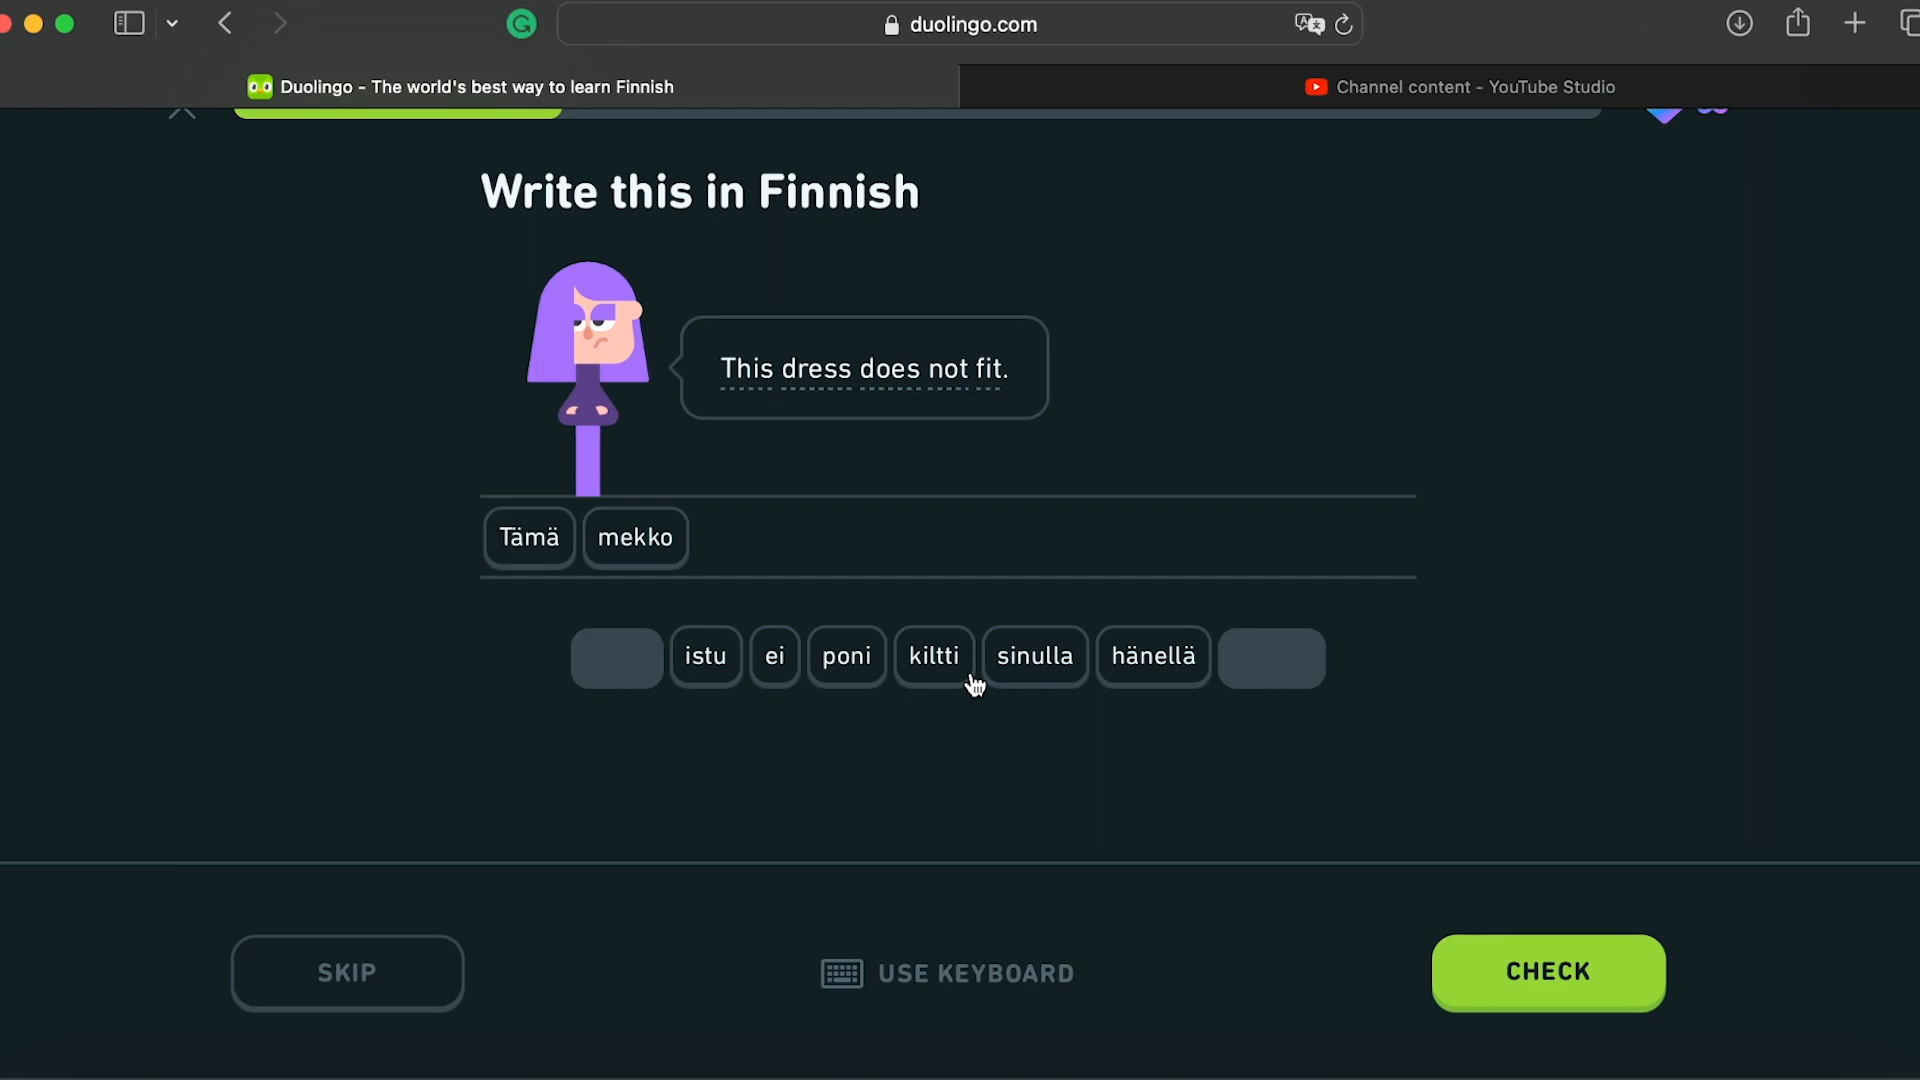 duolingo.com
Duolingo - The world's best way to learn Finnish
Channel content - YouTube Studio
Write this in Finnish
This dress does not fit.
Tämä mekko
istu ei poni kiltti sinulla hänellä
SKIP
USE KEYBOARD
CHECK